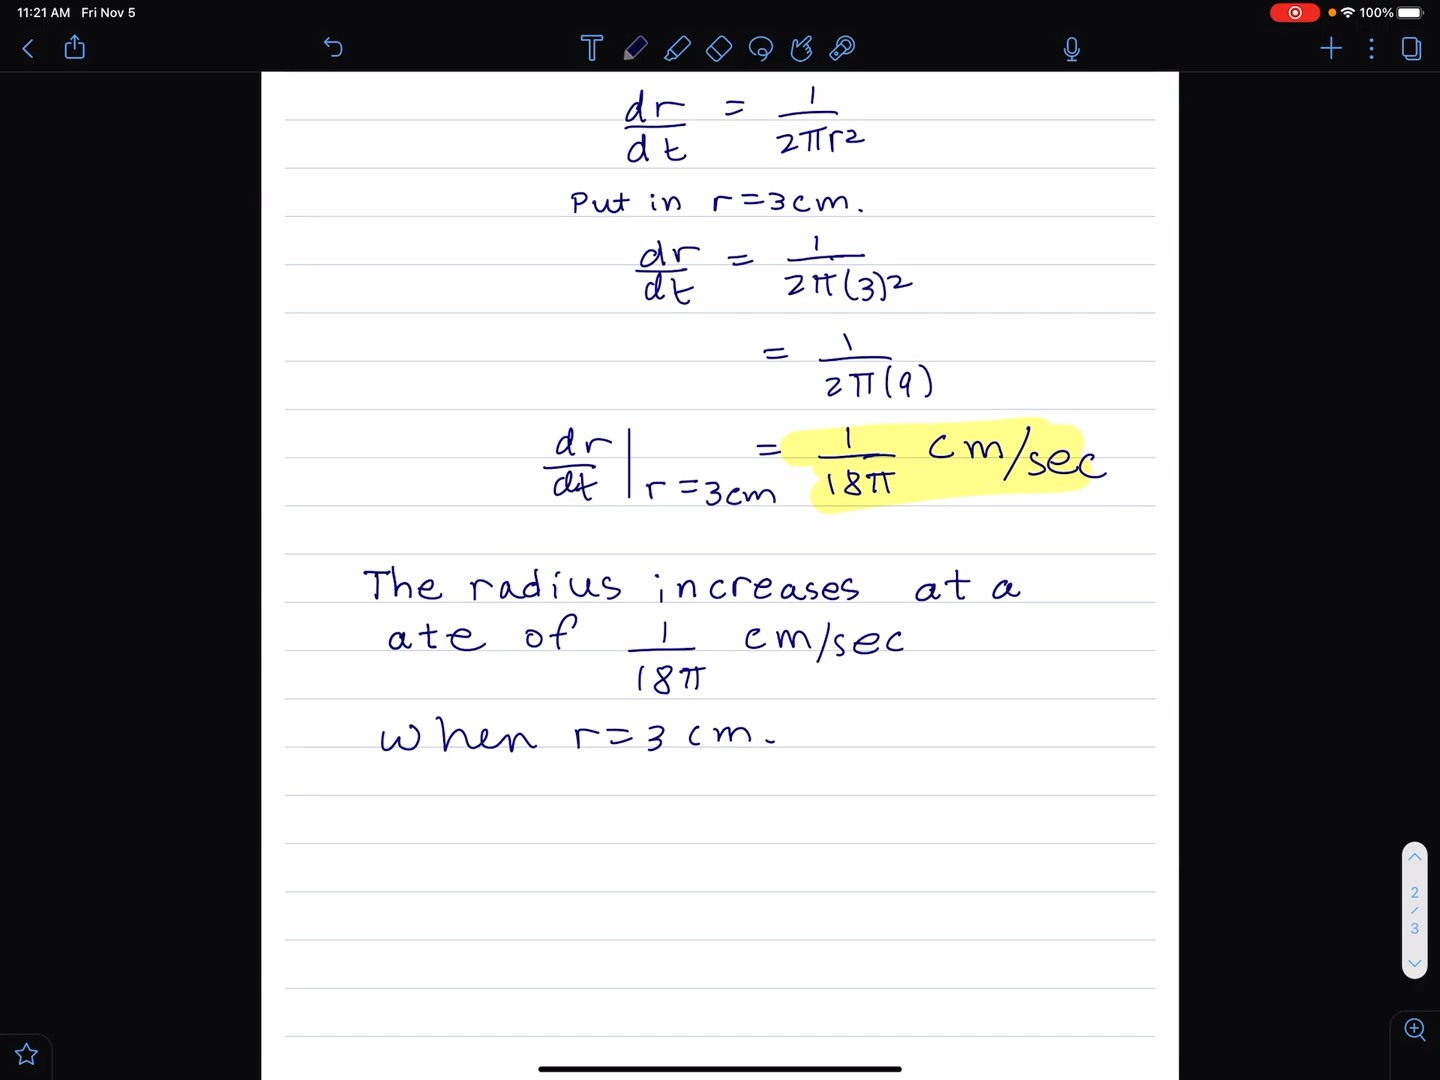 11:21 AM Fri Nov 5
100%
T
dr/dt = 1/2πr2
Put in r=3cm.
dr/dt = 1/2π(3)2
= 1/2π(9)
dr/dt | r=3cm = 1/18π cm/sec
The radius increases at a
ate of 1/18π cm/sec
when r=3 cm.
2
/
3